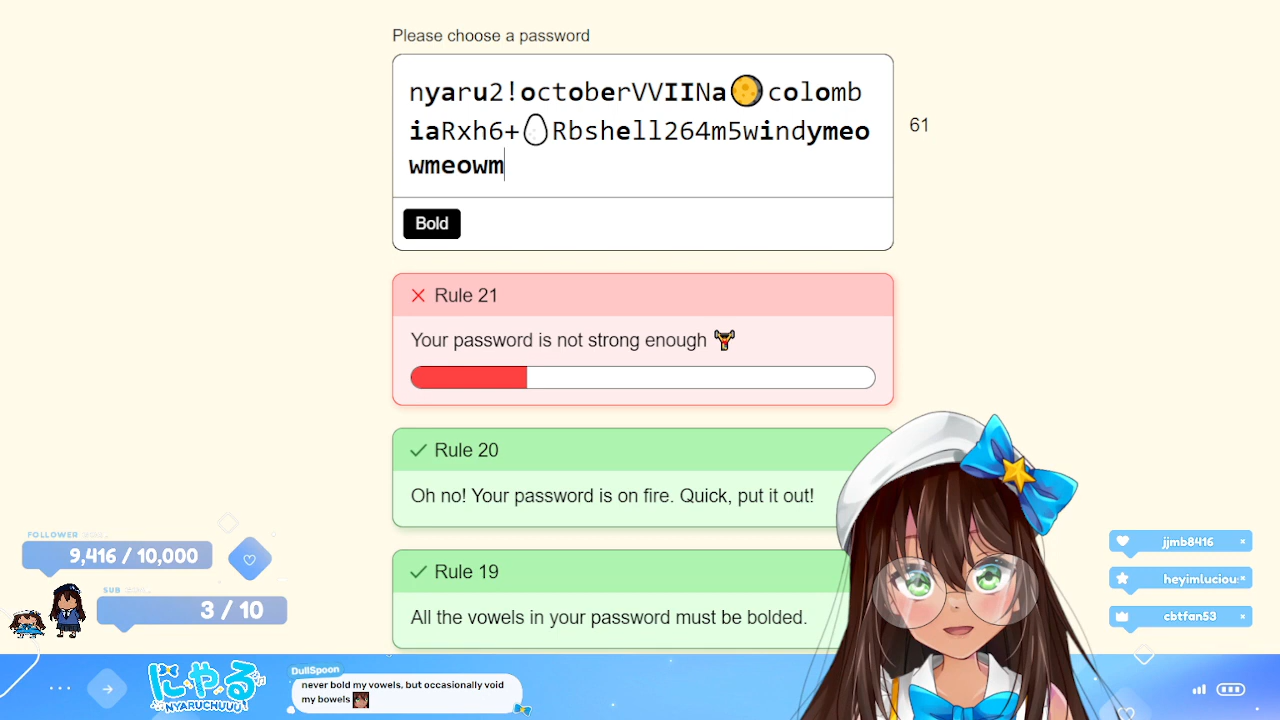 Please choose a password
nyaru2!octoberVVIINa🌕colomb
iaRxh6+🥚Rbshell264m5windymeo
wmeowm
61
Bold
Rule 21
Your password is not strong enough 🏋️
Rule 20
Oh no! Your password is on fire. Quick, put it out!
Rule 19
All the vowels in your password must be bolded.
FOLLOWER
9,416 / 10,000
SUB
3 / 10
jjmb8416
heyimluciou
cbtfan53
にゃる
NYARUCHUUU!
DullSpoon
never bold my vowels, but occasionally void
my bowels